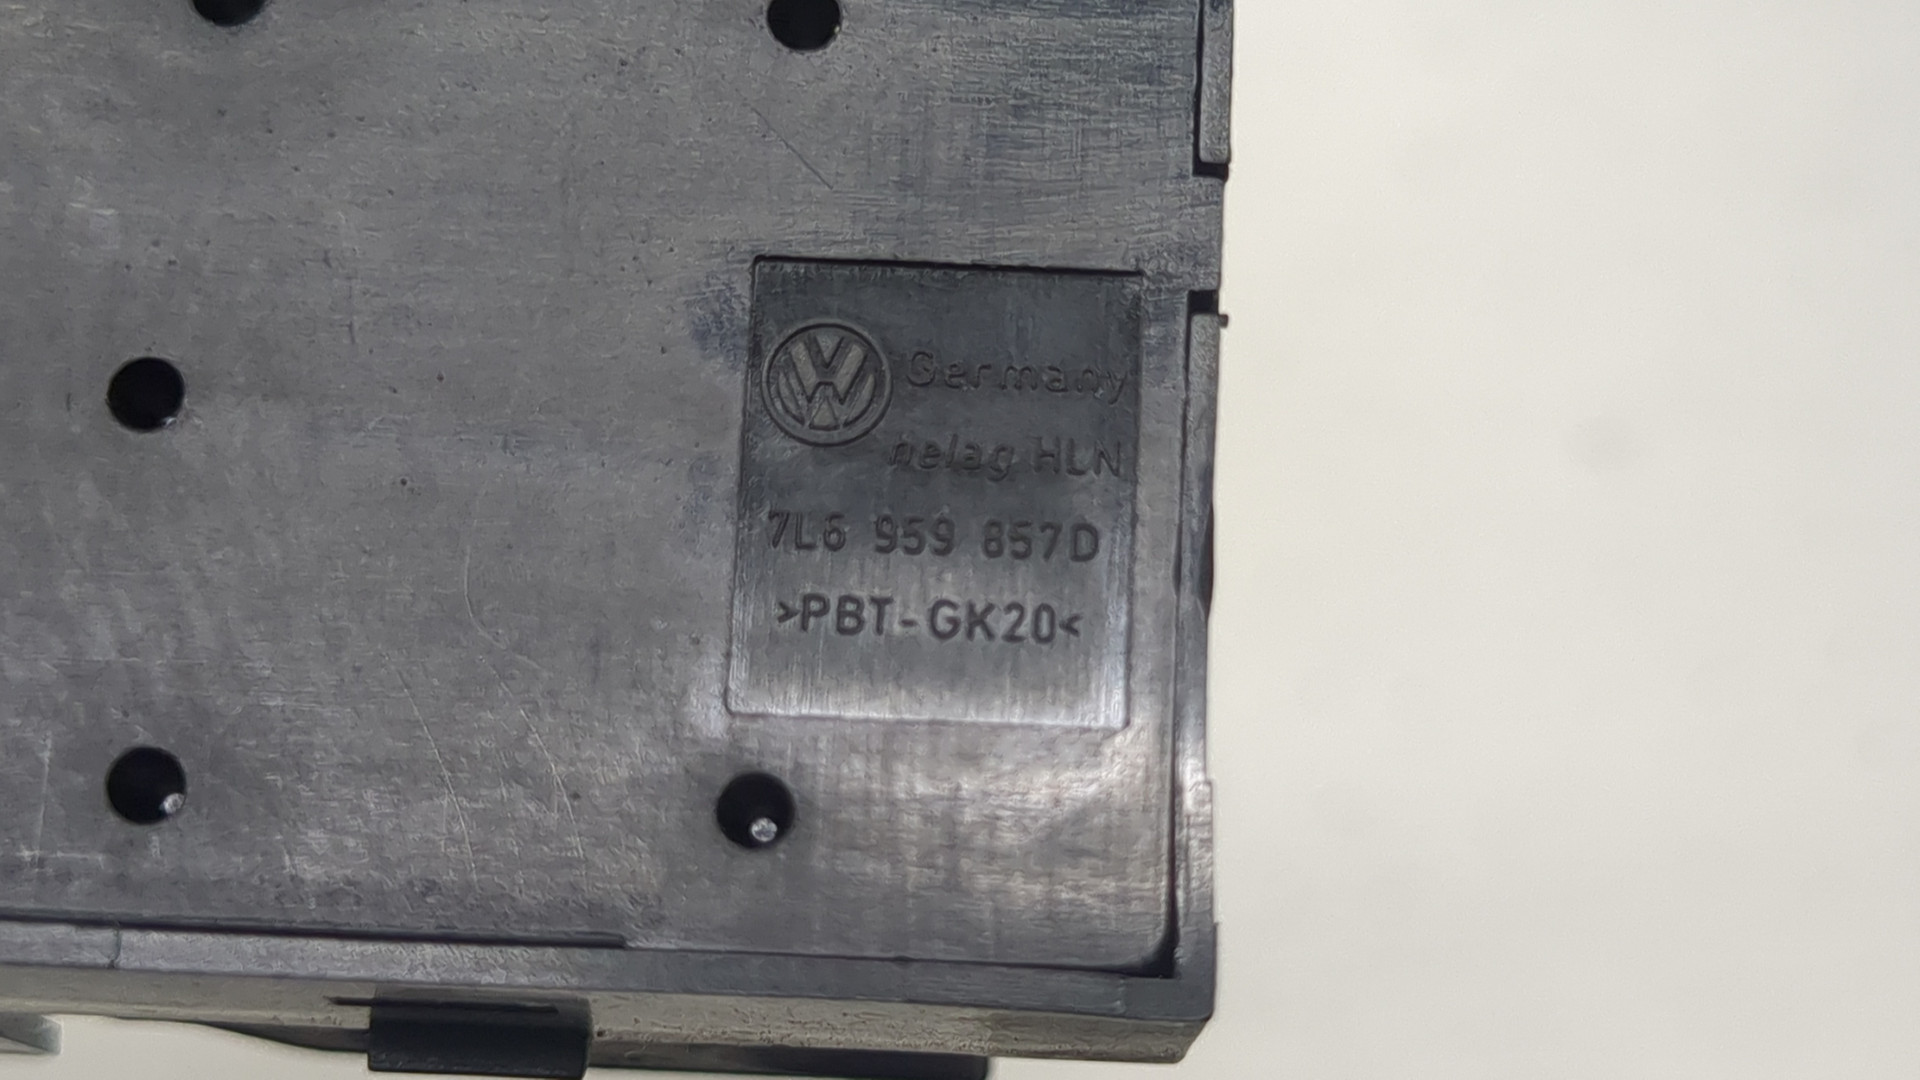 Germany
helag HLN
7L6 959 857D
>PBT-GK20<